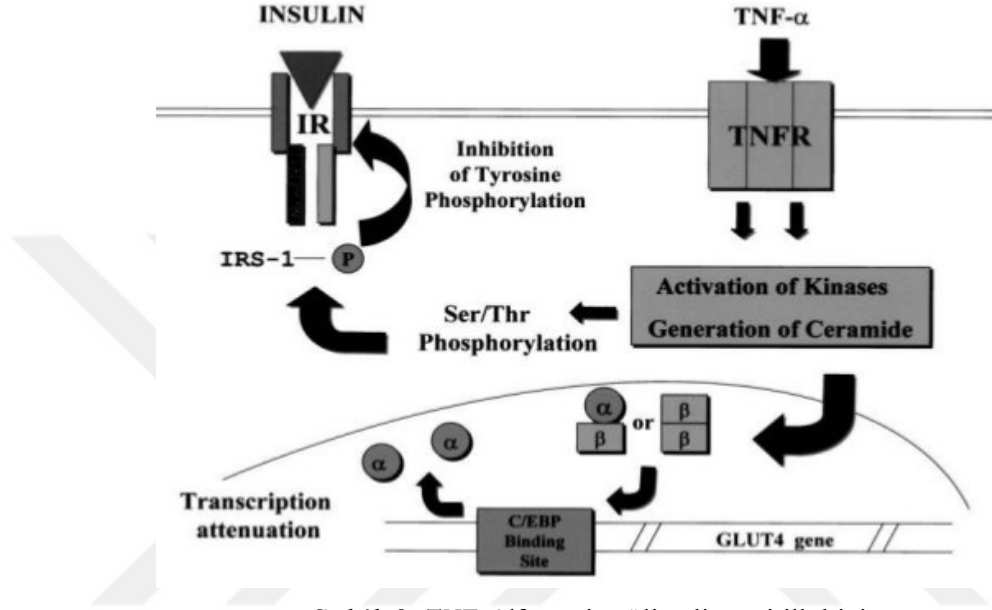 INSULIN
TNF-α
IR
TNFR
Inhibition
of Tyrosine
Phosphorylation
IRS-1
P
Activation of Kinases
Generation of Ceramide
Ser/Thr
Phosphorylation
α
β
or
β
β
α
α
Transcription
attenuation
C/EBP
Binding
Site
GLUT4 gene